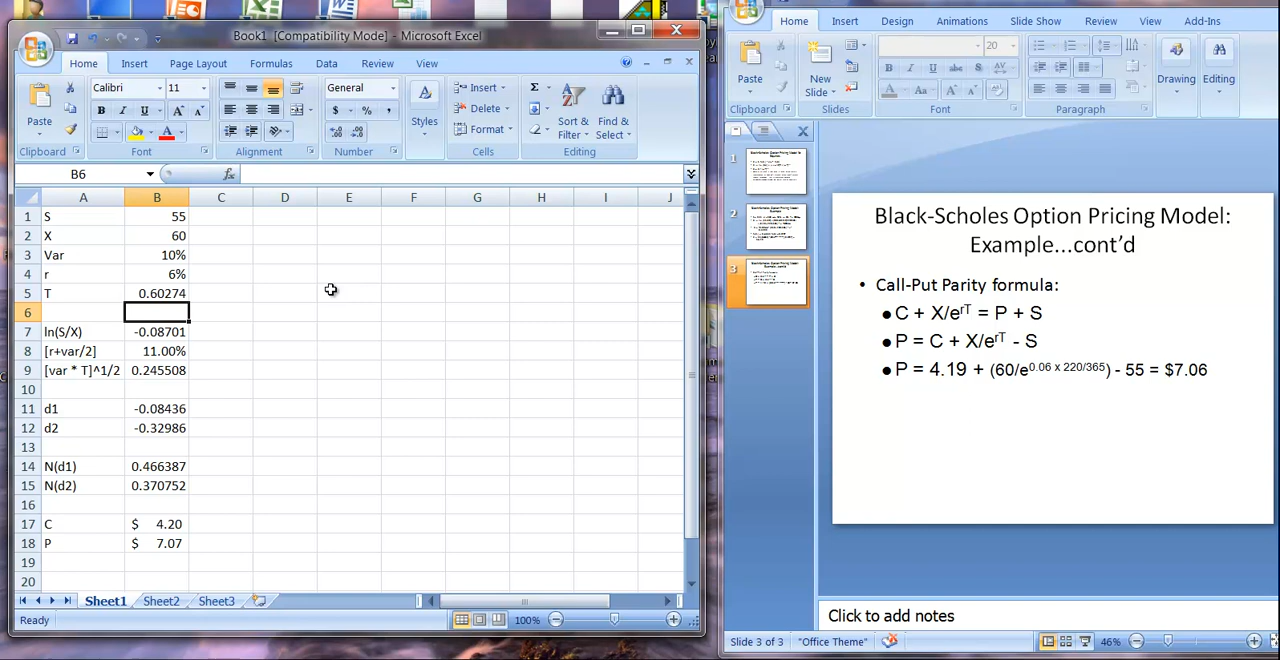 Book1 [Compatibility Mode] - Microsoft Excel
Home Insert Page Layout Formulas Data Review View
Calibri 11
General
Paste
B I U
$ % ,
Styles
Insert
Delete
Format
Σ
Sort & Filter
Find & Select
Clipboard Font Alignment Number Cells Editing
B6 fx
A B C D E F G H I J
1 S 55
2 X 60
3 Var 10%
4 r 6%
5 T 0.60274
6
7 ln(S/X) -0.08701
8 [r+var/2] 11.00%
9 [var * T]^1/2 0.245508
10
11 d1 -0.08436
12 d2 -0.32986
13
14 N(d1) 0.466387
15 N(d2) 0.370752
16
17 C $ 4.20
18 P $ 7.07
19
20
Sheet1 Sheet2 Sheet3
Ready 100%
Home Insert Design Animations Slide Show Review View Add-Ins
20
Paste
New Slide
B I U abc S AV
A Aa A A
Drawing
Editing
Clipboard Slides Font Paragraph
1
2
3
Black-Scholes Option Pricing Model:
Example...cont'd
• Call-Put Parity formula:
● C + X/e^rT = P + S
● P = C + X/e^rT - S
● P = 4.19 + (60/e^0.06 x 220/365) - 55 = $7.06
Click to add notes
Slide 3 of 3 "Office Theme" 46%